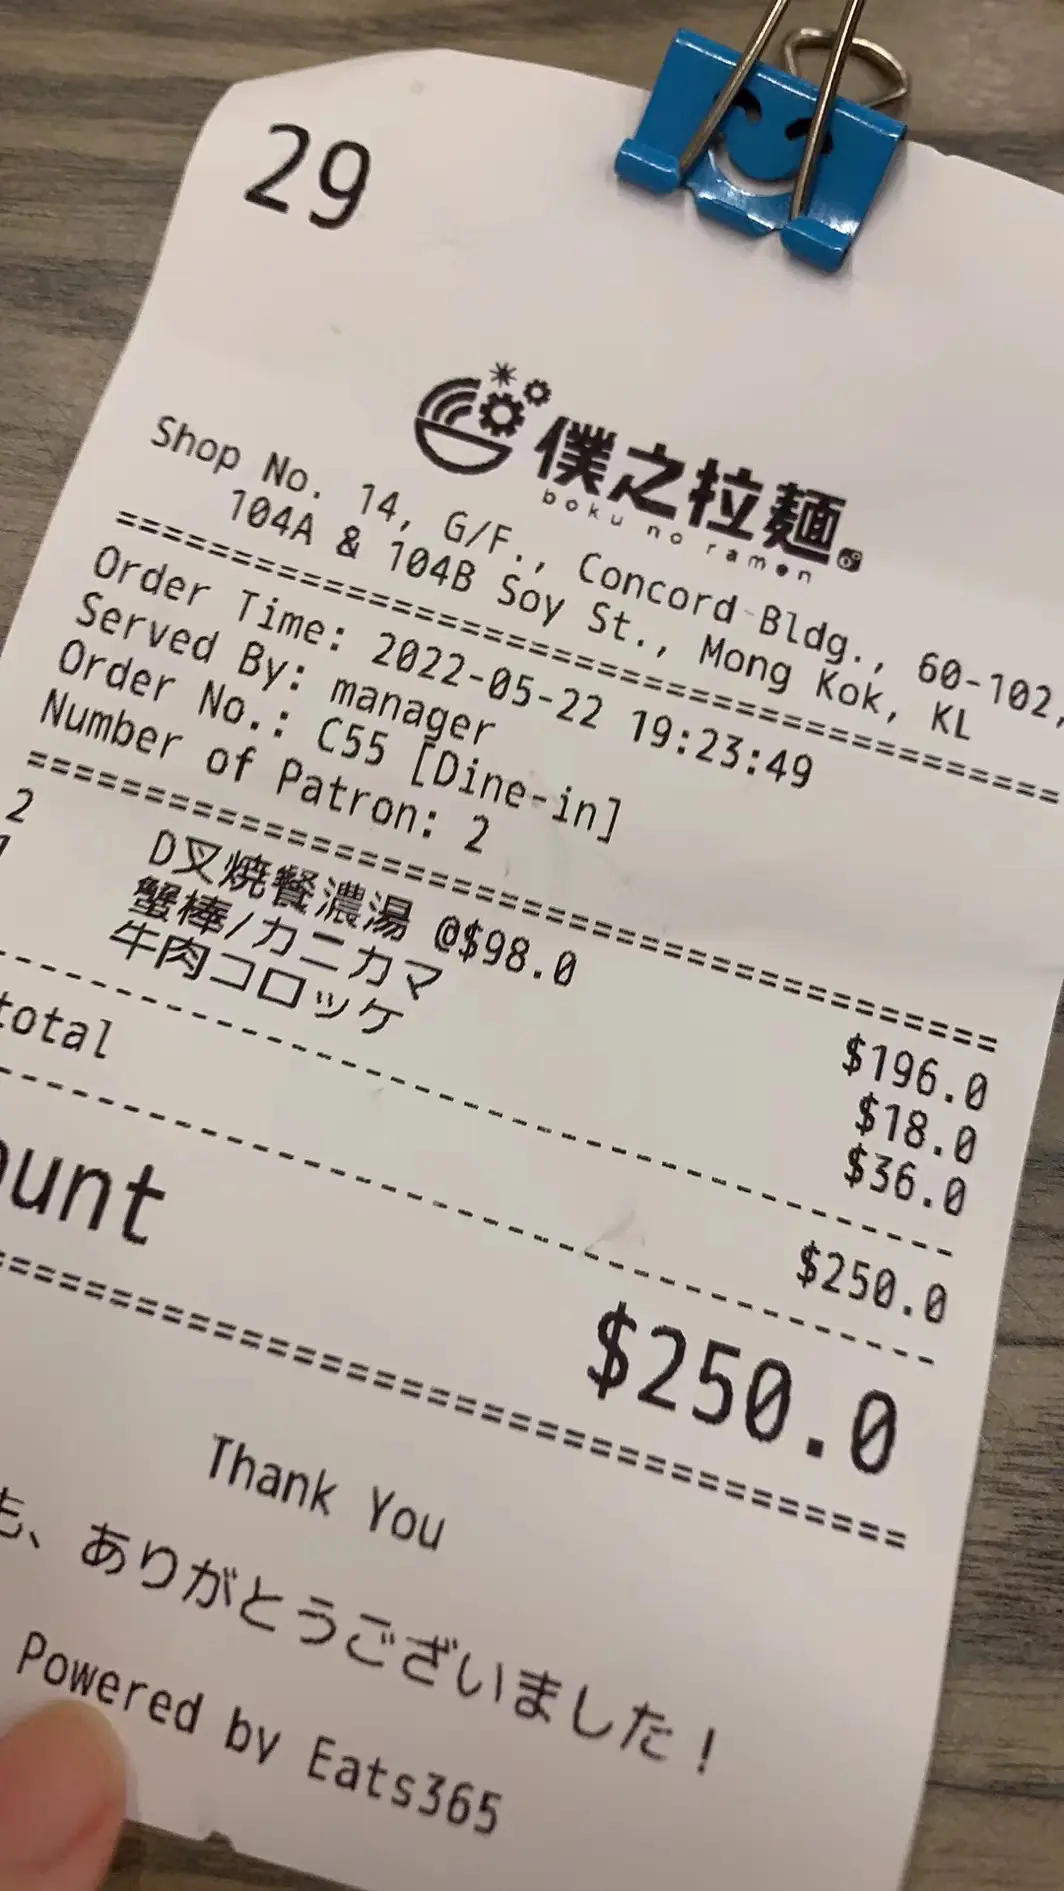 29
僕之拉麵
boku no ramen
Shop No. 14, G/F., Concord Bldg., 60-102,
104A & 104B Soy St., Mong Kok, KL
Order Time: 2022-05-22 19:23:49
Served By: manager
Order No.: C55 [Dine-in]
Number of Patron: 2
2 D叉燒餐濃湯 @$98.0 $196.0
1 蟹棒/カニカマ $18.0
牛肉コロッケ $36.0
total $250.0
ount $250.0
Thank You
も、ありがとうございました！
Powered by Eats365